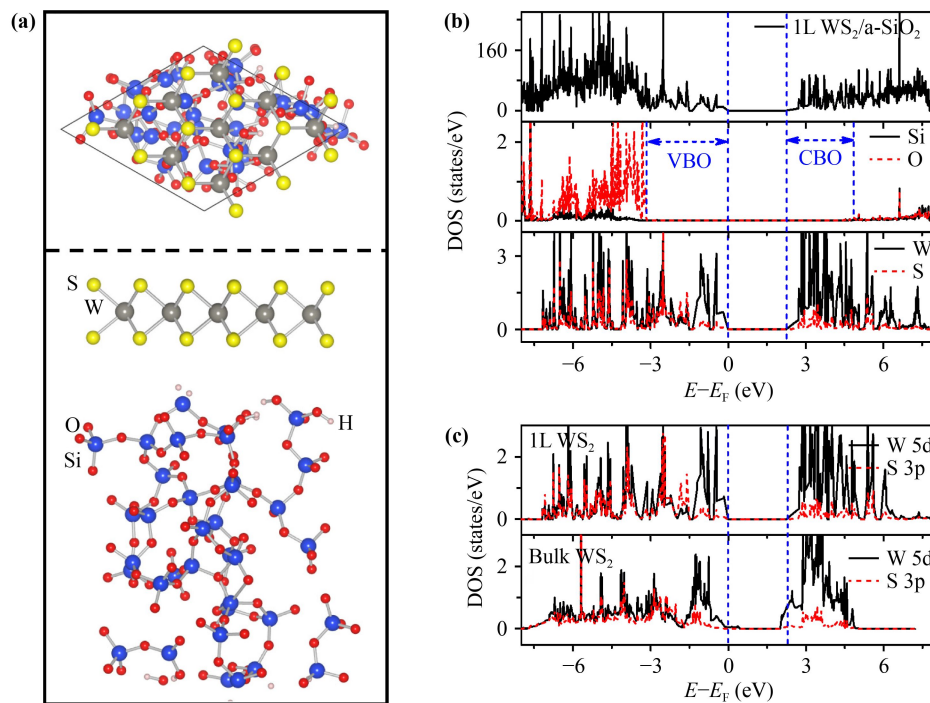 (a)
S
W
O
Si
H
(b)
1L WS₂/a-SiO₂
160
0
Si
O
2
VBO
CBO
0
W
S
3
0
DOS (states/eV)
−6 −3 0 3 6
E−E_F (eV)
(c)
1L WS₂
W 5d
S 3p
2
0
Bulk WS₂
W 5d
S 3p
2
0
DOS (states/eV)
−6 −3 0 3 6
E−E_F (eV)